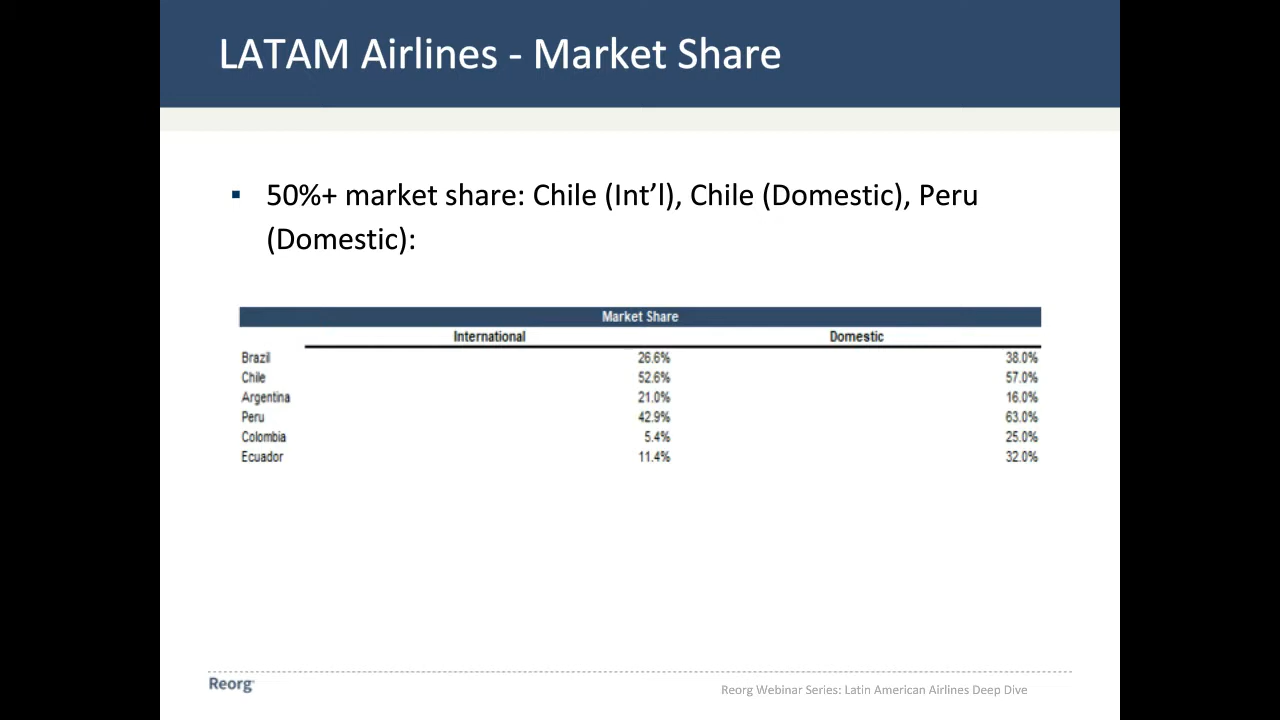 LATAM Airlines - Market Share
▪ 50%+ market share: Chile (Int’l), Chile (Domestic), Peru
(Domestic):
Market Share
International Domestic
Brazil 26.6% 38.0%
Chile 52.6% 57.0%
Argentina 21.0% 16.0%
Peru 42.9% 63.0%
Colombia 5.4% 25.0%
Ecuador 11.4% 32.0%
Reorg
Reorg Webinar Series: Latin American Airlines Deep Dive